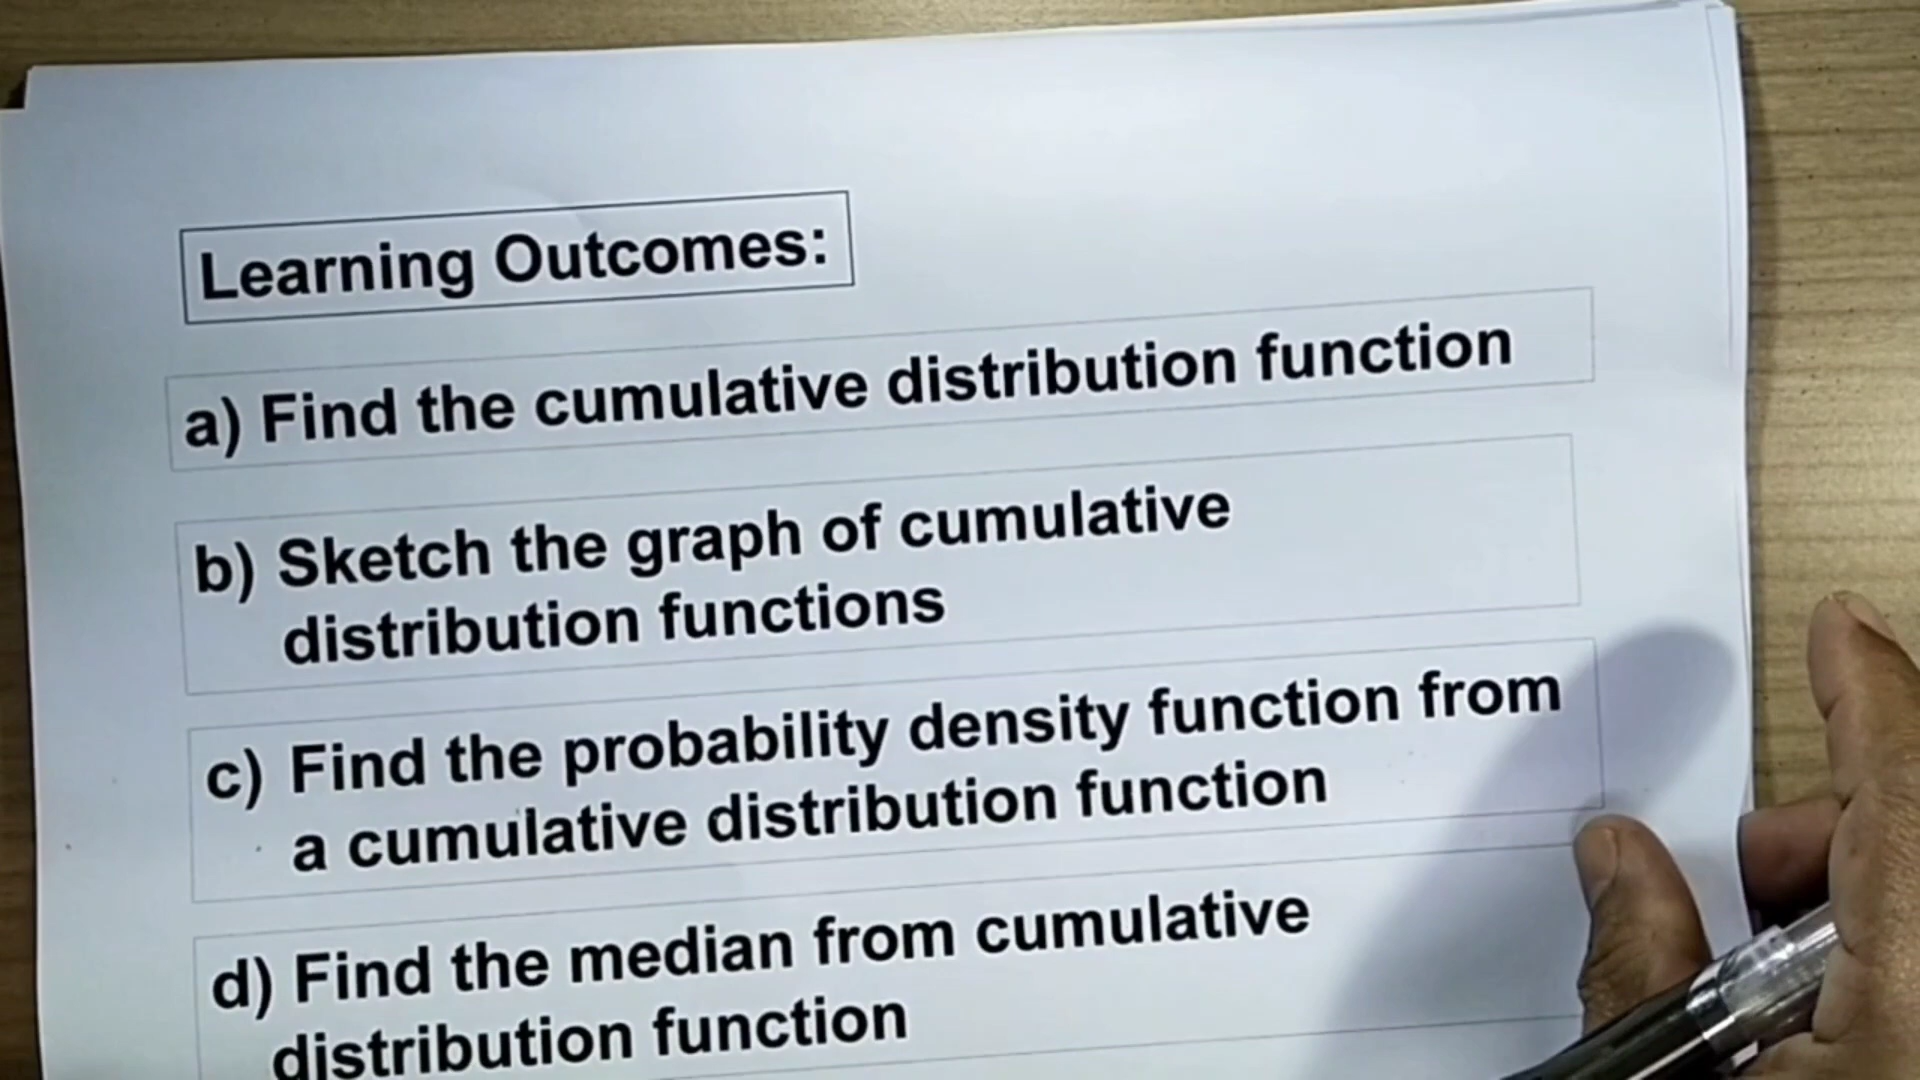 Learning Outcomes:
a) Find the cumulative distribution function
b) Sketch the graph of cumulative
distribution functions
c) Find the probability density function from
a cumulative distribution function
d) Find the median from cumulative
distribution function